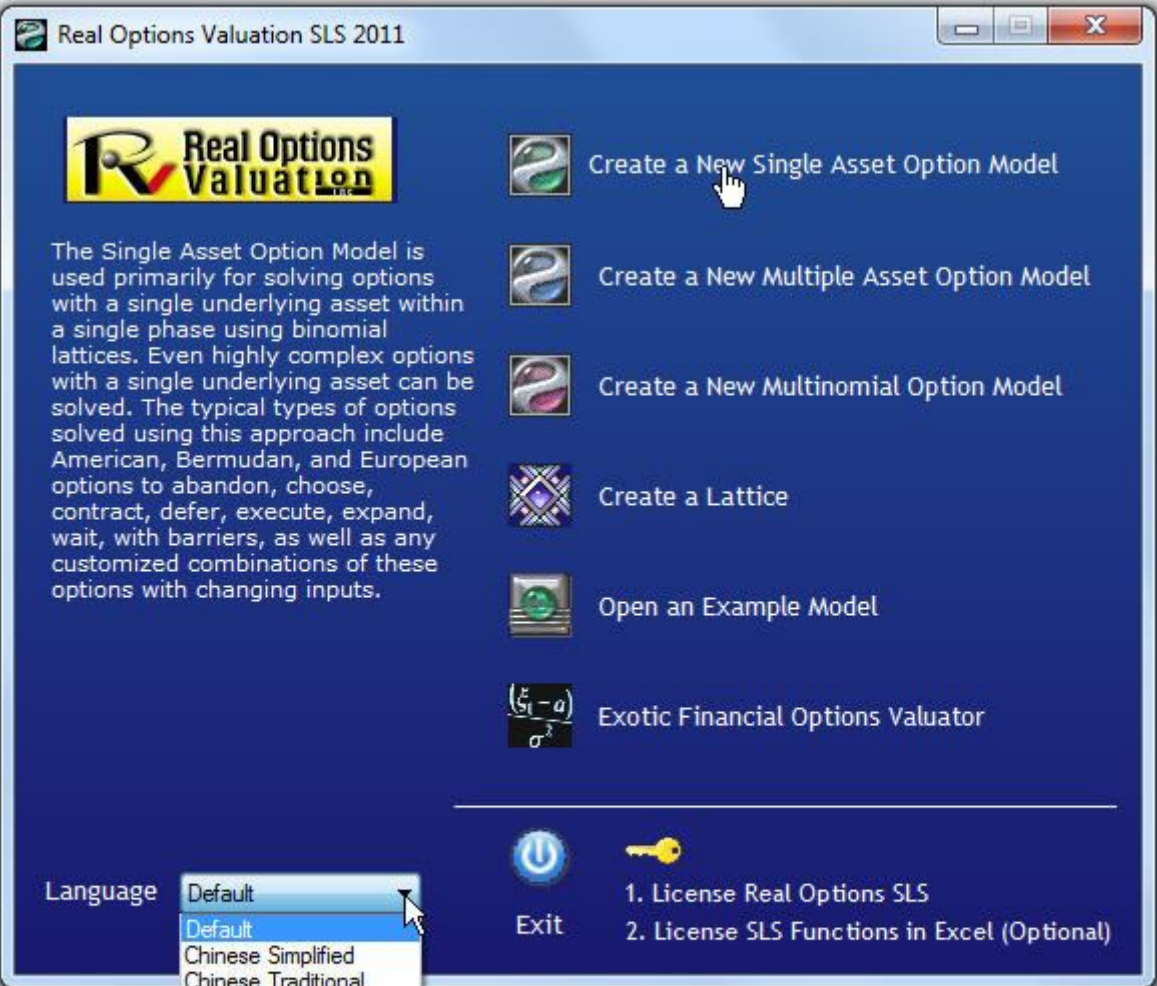 Real Options Valuation SLS 2011
Real Options
Valuation
INC
The Single Asset Option Model is
used primarily for solving options
with a single underlying asset within
a single phase using binomial
lattices. Even highly complex options
with a single underlying asset can be
solved. The typical types of options
solved using this approach include
American, Bermudan, and European
options to abandon, choose,
contract, defer, execute, expand,
wait, with barriers, as well as any
customized combinations of these
options with changing inputs.
Create a New Single Asset Option Model
Create a New Multiple Asset Option Model
Create a New Multinomial Option Model
Create a Lattice
Open an Example Model
Exotic Financial Options Valuator
Language
Default
Default
Chinese Simplified
Chinese Traditional
Exit
1. License Real Options SLS
2. License SLS Functions in Excel (Optional)